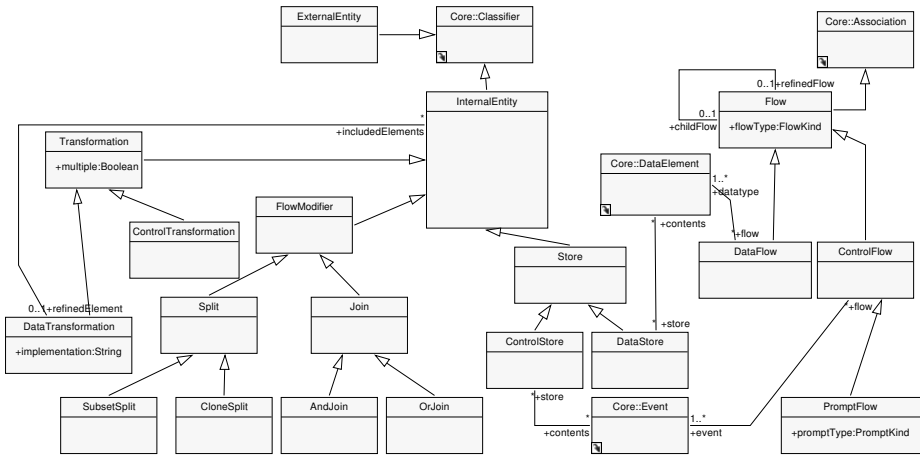 ExternalEntity
Core::Classifier
Core::Association
0..1 +refinedFlow
InternalEntity
Flow
*
+includedElements
0..1
+childFlow
+flowType:FlowKind
Transformation
+multiple:Boolean
Core::DataElement
1..*
+datatype
FlowModifier
*
+contents
*+flow
ControlTransformation
Store
DataFlow
ControlFlow
0..1 +refinedElement
Split
Join
*+flow
DataTransformation
+implementation:String
* +store
ControlStore
DataStore
*+store
SubsetSplit
CloneSplit
AndJoin
OrJoin
*
+contents
Core::Event
1..*
+event
PromptFlow
+promptType:PromptKind